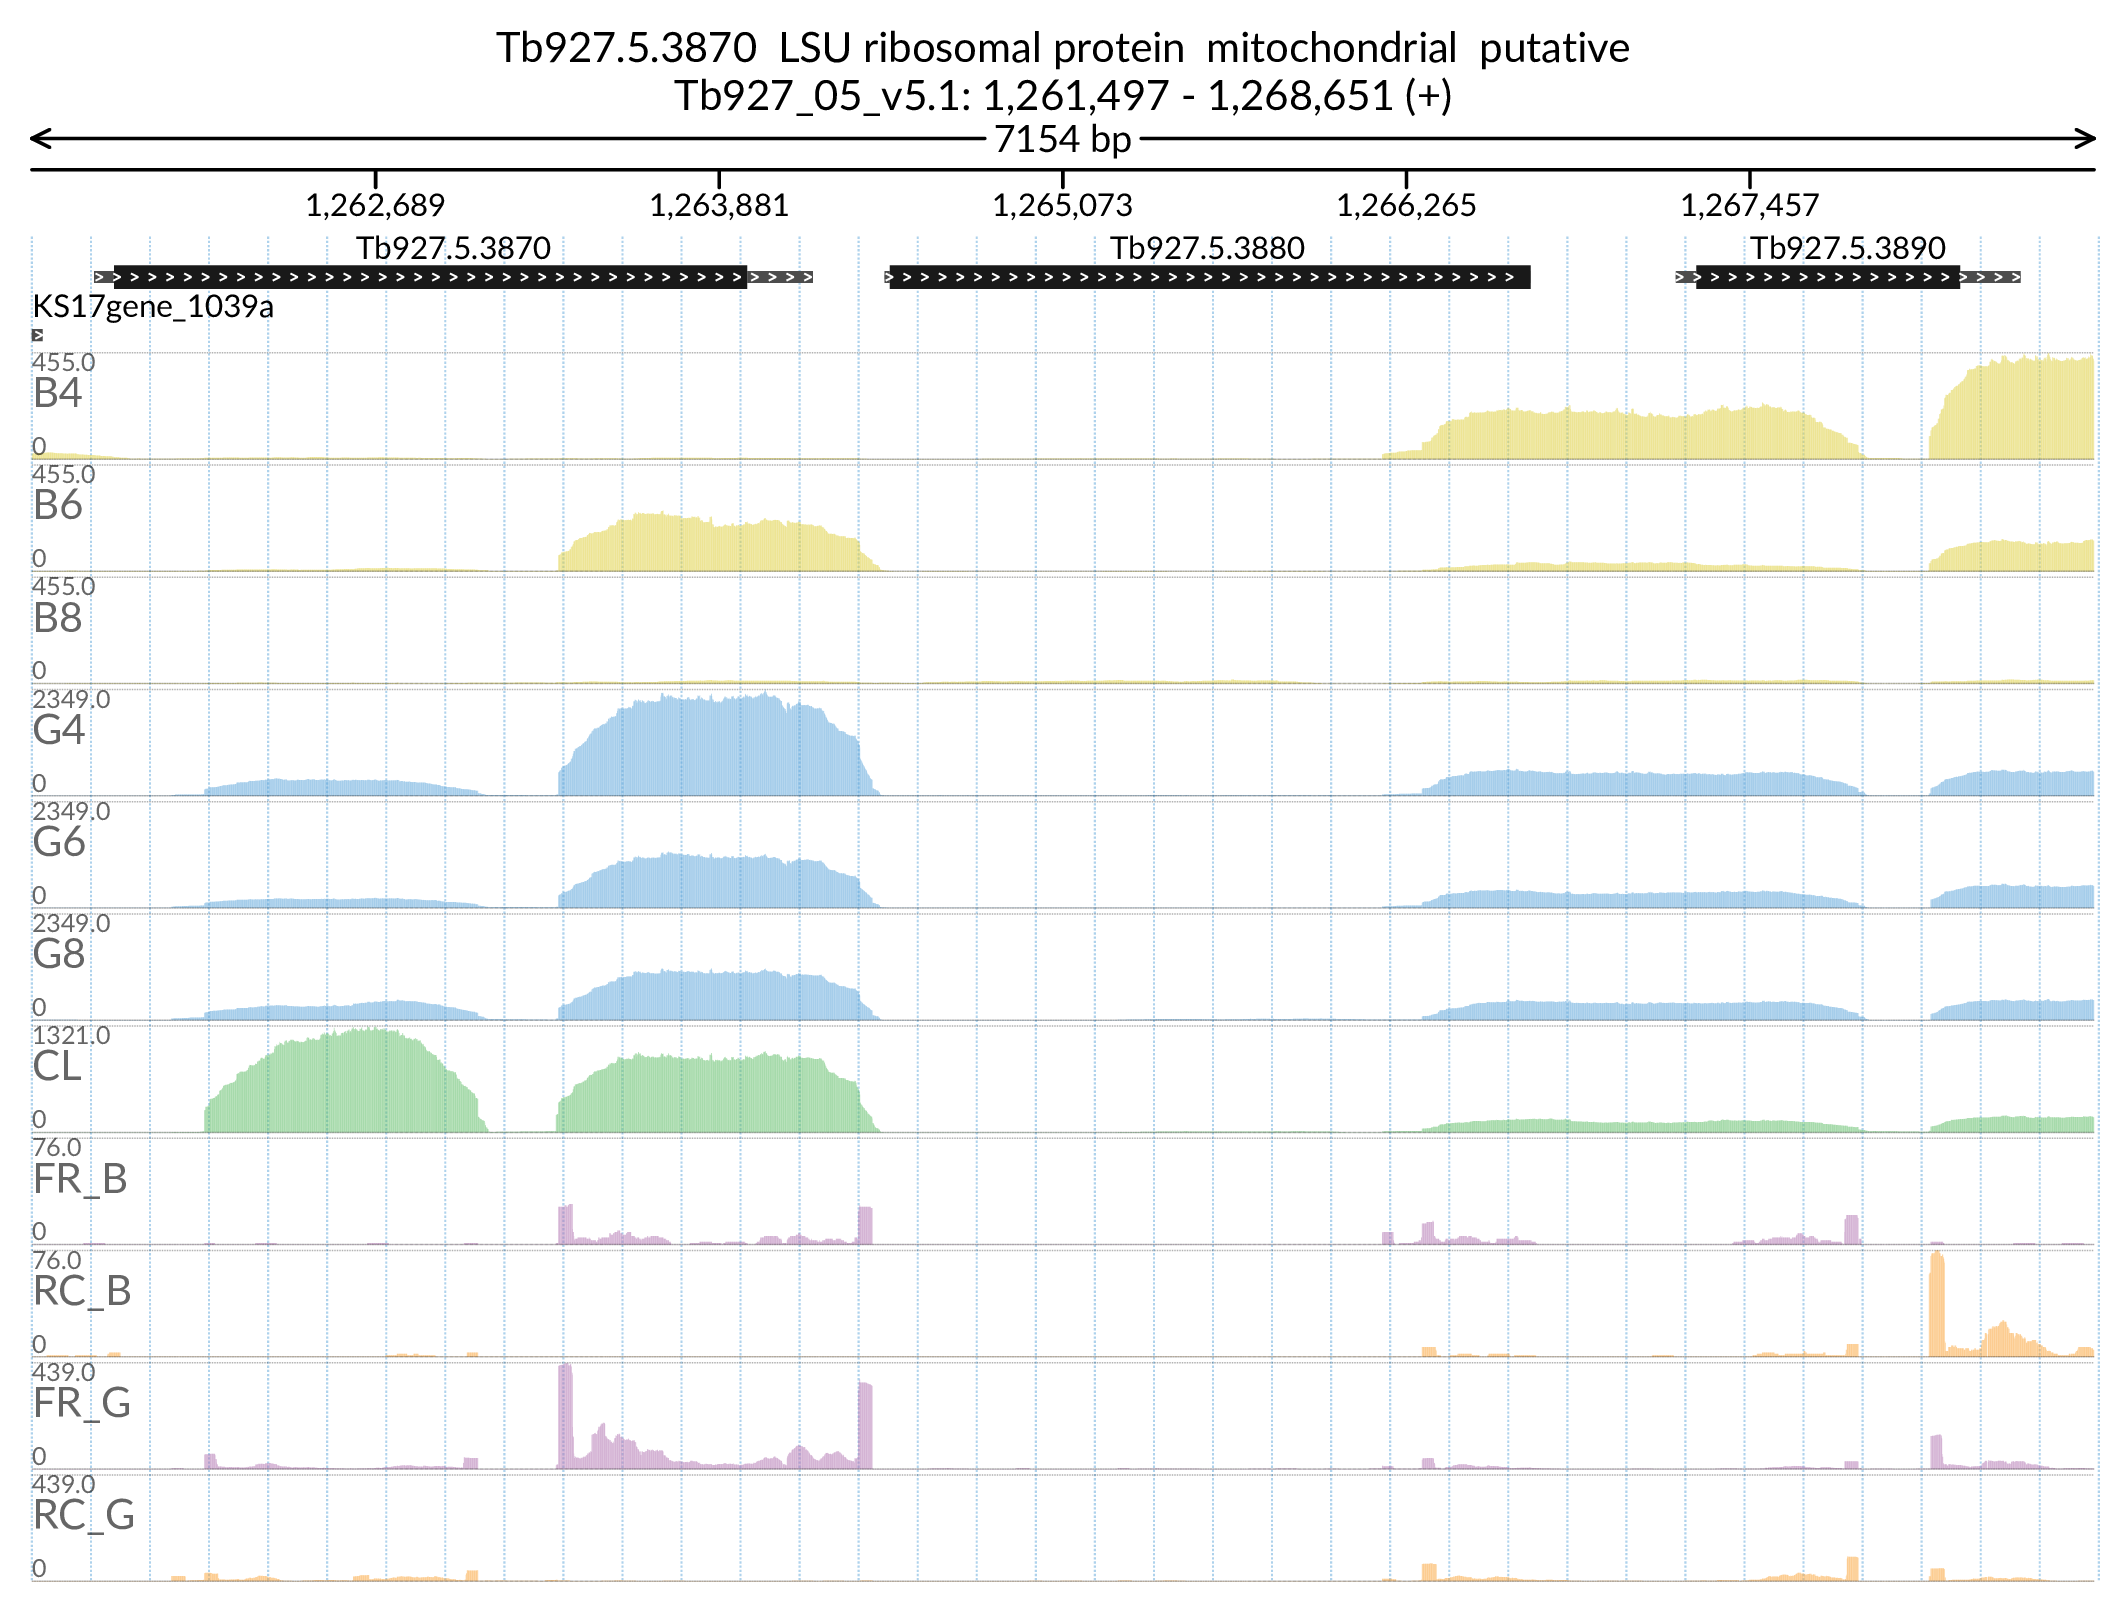 Tb927.5.3870 LSU ribosomal protein mitochondrial putative
Tb927_05_v5.1: 1,261,497 - 1,268,651 (+)
7154 bp
1,262,689 1,263,881 1,265,073 1,266,265 1,267,457
Tb927.5.3870 Tb927.5.3880 Tb927.5.3890
KS17gene_1039a
455.0
B4
0
455.0
B6
0
455.0
B8
0
2349.0
G4
0
2349.0
G6
0
2349.0
G8
0
1321.0
CL
0
76.0
FR_B
0
76.0
RC_B
0
439.0
FR_G
0
439.0
RC_G
0